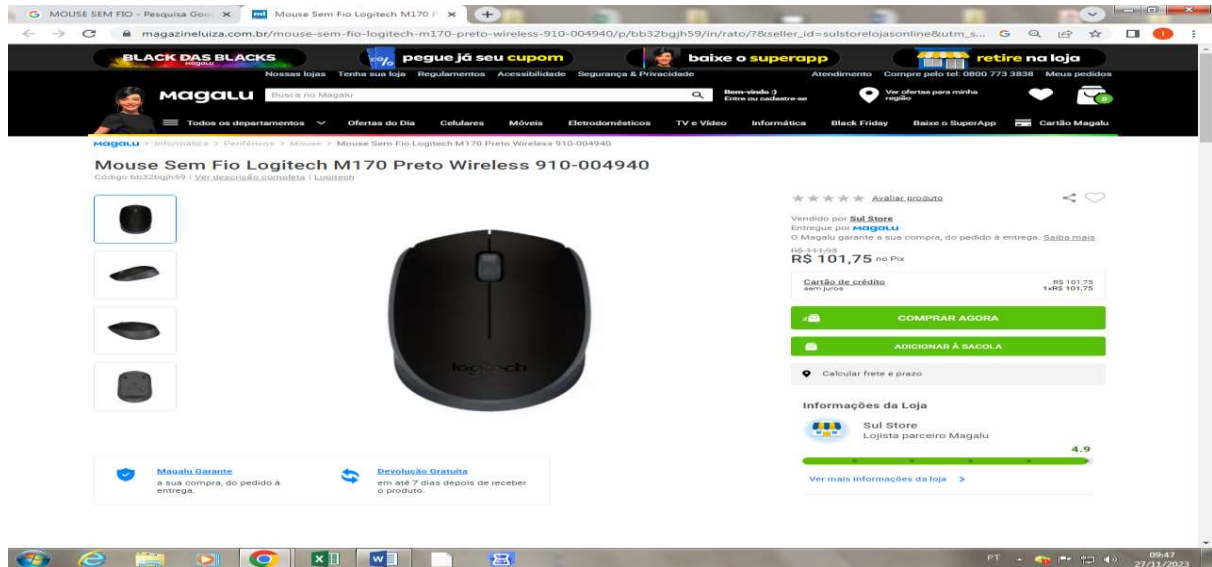 MOUSE SEM FIO - Pesquisa Goo
Mouse Sem Fio Logitech M170 P
magazineluiza.com.br/mouse-sem-fio-logitech-m170-preto-wireless-910-004940/p/bb32bgjh59/in/rato/?&seller_id=sulstorelojasonline&utm_s...
BLACK DAS BLACKS
Magalu
pegue já seu cupom
baixe o superapp
retire na loja
Nossas lojas Tenha sua loja Regulamentos Acessibilidade Segurança & Privacidade Atendimento Compre pelo tel: 0800 773 3838 Meus pedidos
Magalu
Busca no Magalu
Bem-vindo :)
Entre ou cadastre-se
Ver ofertas para minha
região
0
Todos os departamentos Ofertas do Dia Celulares Móveis Eletrodomésticos TV e Vídeo Informática Black Friday Baixe o SuperApp Cartão Magalu
Magalu > Informática > Periféricos > Mouse > Mouse Sem Fio Logitech M170 Preto Wireless 910-004940
Mouse Sem Fio Logitech M170 Preto Wireless 910-004940
Código bb32bgjh59 | Ver descrição completa | Logitech
Avaliar produto
Vendido por Sul Store
Entregue por Magalu
O Magalu garante a sua compra, do pedido à entrega. Saiba mais
R$ 111,98
R$ 101,75 no Pix
Cartão de crédito R$ 101,75
sem juros 1xR$ 101,75
COMPRAR AGORA
ADICIONAR À SACOLA
Calcular frete e prazo
logitech
Informações da Loja
Sul Store
Lojista parceiro Magalu
4.9
Ver mais informações da loja >
Magalu Garante
a sua compra, do pedido à
entrega.
Devolução Gratuita
em até 7 dias depois de receber
o produto.
PT
09:47
27/11/2023